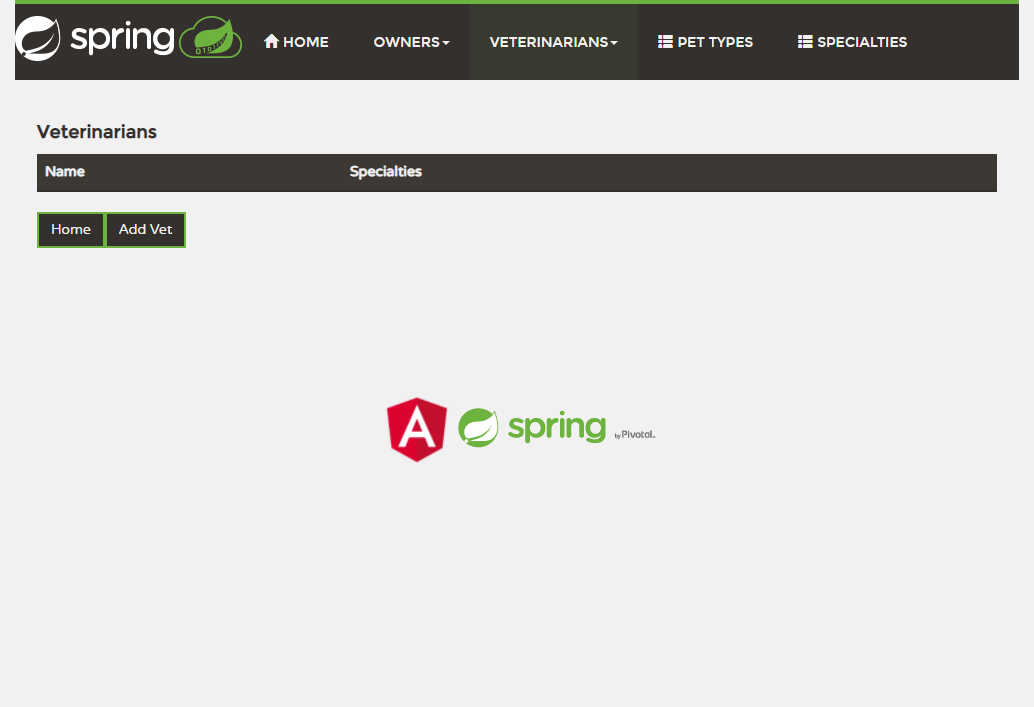 spring HOME OWNERS VETERINARIANS PET TYPES SPECIALTIES
Veterinarians
Name Specialties
Home Add Vet
spring by Pivotal.